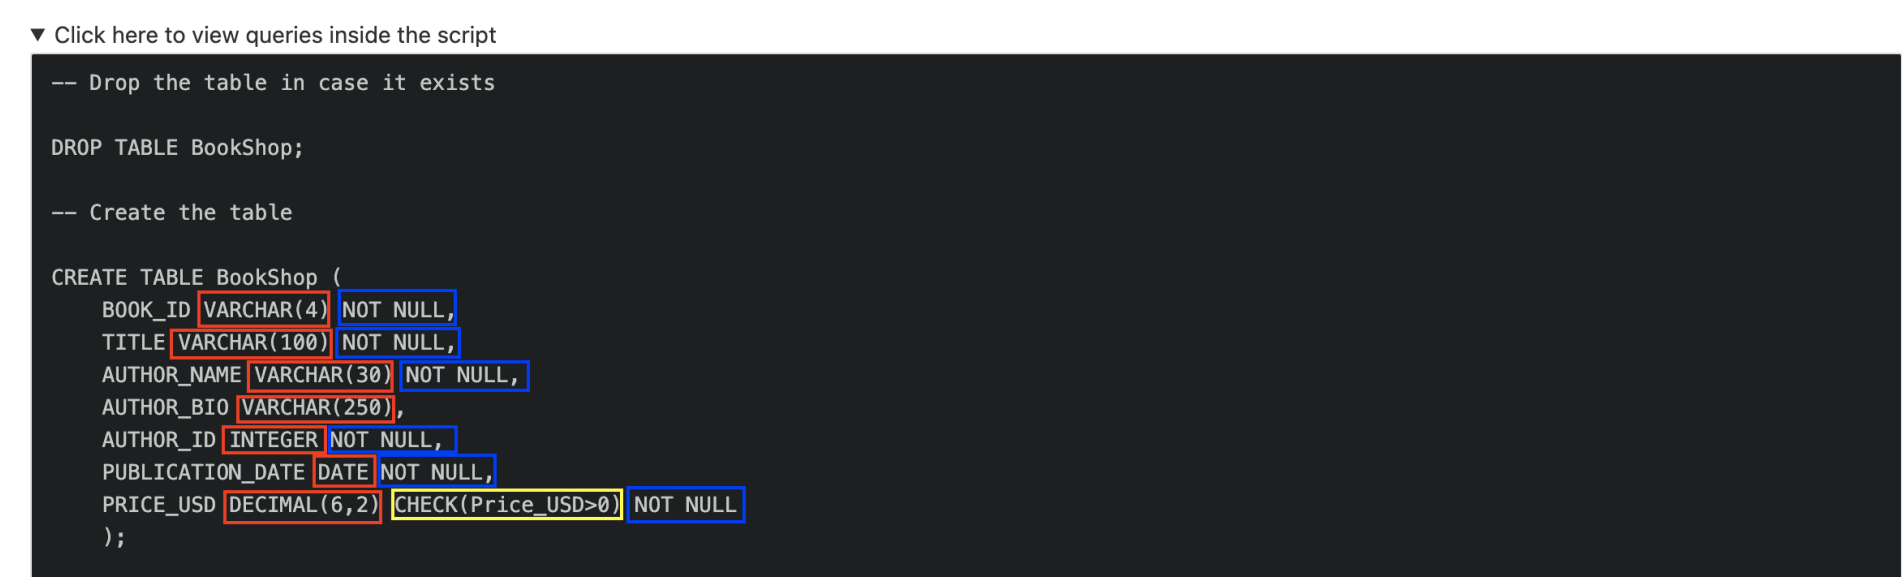 ▼ Click here to view queries inside the script
-- Drop the table in case it exists
DROP TABLE BookShop;
-- Create the table
CREATE TABLE BookShop (
BOOK_ID VARCHAR(4) NOT NULL,
TITLE VARCHAR(100) NOT NULL,
AUTHOR_NAME VARCHAR(30) NOT NULL,
AUTHOR_BIO VARCHAR(250),
AUTHOR_ID INTEGER NOT NULL,
PUBLICATION_DATE DATE NOT NULL,
PRICE_USD DECIMAL(6,2) CHECK(Price_USD>0) NOT NULL
);